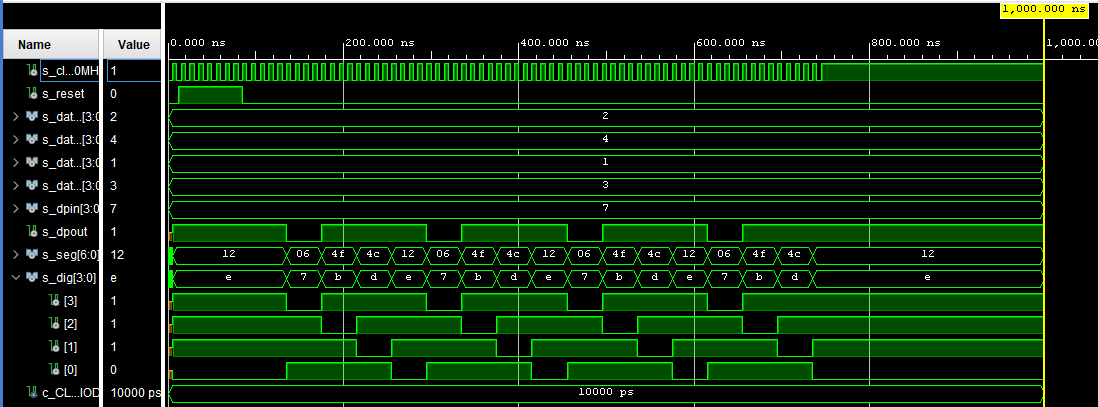 1,000.000 ns
Name Value 0.000 ns 200.000 ns 400.000 ns 600.000 ns 800.000 ns 1,000.00
s_cl...0MH 1
s_reset 0
s_dat...[3:0 2 2
s_dat...[3:0 4 4
s_dat...[3:0 1 1
s_dat...[3:0 3 3
s_dpin[3:0 7 7
s_dpout 1
s_seg[6:0] 12 12 06 4f 4c 12 06 4f 4c 12 06 4f 4c 12 06 4f 4c 12
s_dig[3:0] e e 7 b d e 7 b d e 7 b d e 7 b d e
[3] 1
[2] 1
[1] 1
[0] 0
c_CL...IOD 10000 ps 10000 ps